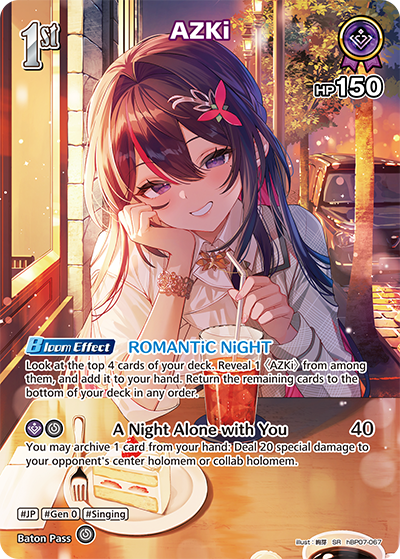 1st
AZKi
HP 150
Bloom Effect ROMANTiC NiGHT
Look at the top 4 cards of your deck. Reveal 1 〈AZKi〉 from among
them, and add it to your hand. Return the remaining cards to the
bottom of your deck in any order.
A Night Alone with You 40
You may archive 1 card from your hand: Deal 20 special damage to
your opponent's center holomem or collab holomem.
#JP #Gen 0 #Singing
Baton Pass
illust: SR hBP07-067